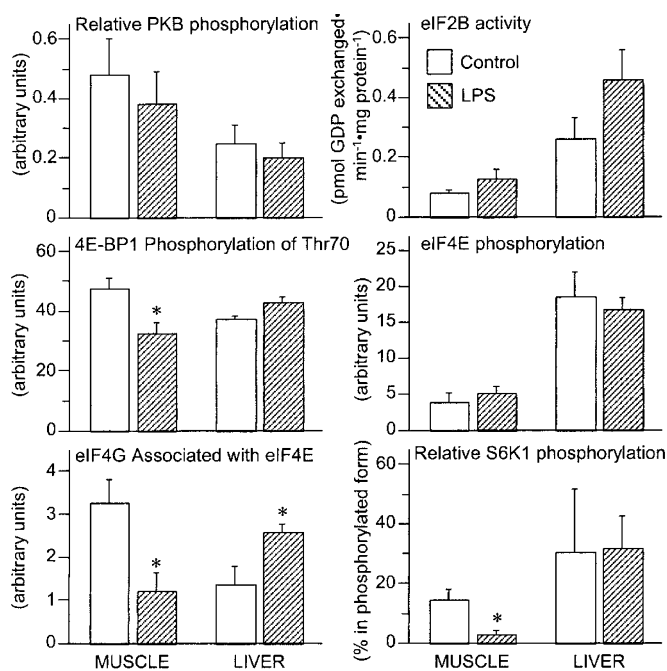 Relative PKB phosphorylation
(arbitrary units)
0.6
0.4
0.2
0
eIF2B activity
(pmol GDP exchanged•
min⁻¹•mg protein⁻¹)
0.6
0.4
0.2
0
Control
LPS
4E-BP1 Phosphorylation of Thr70
(arbitrary units)
60
40
20
0
*
eIF4E phosphorylation
(arbitrary units)
25
20
15
10
5
0
eIF4G Associated with eIF4E
(arbitrary units)
4
3
2
1
0
*
*
MUSCLE LIVER
Relative S6K1 phosphorylation
(% in phosphorylated form)
60
40
20
0
*
MUSCLE LIVER